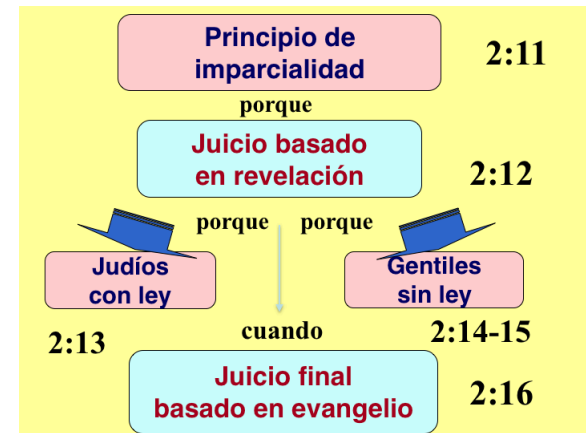 Principio de
imparcialidad
2:11
porque
Juicio basado
en revelación
2:12
porque porque
Judíos
con ley
2:13
Gentiles
sin ley
2:14-15
cuando
Juicio final
basado en evangelio
2:16